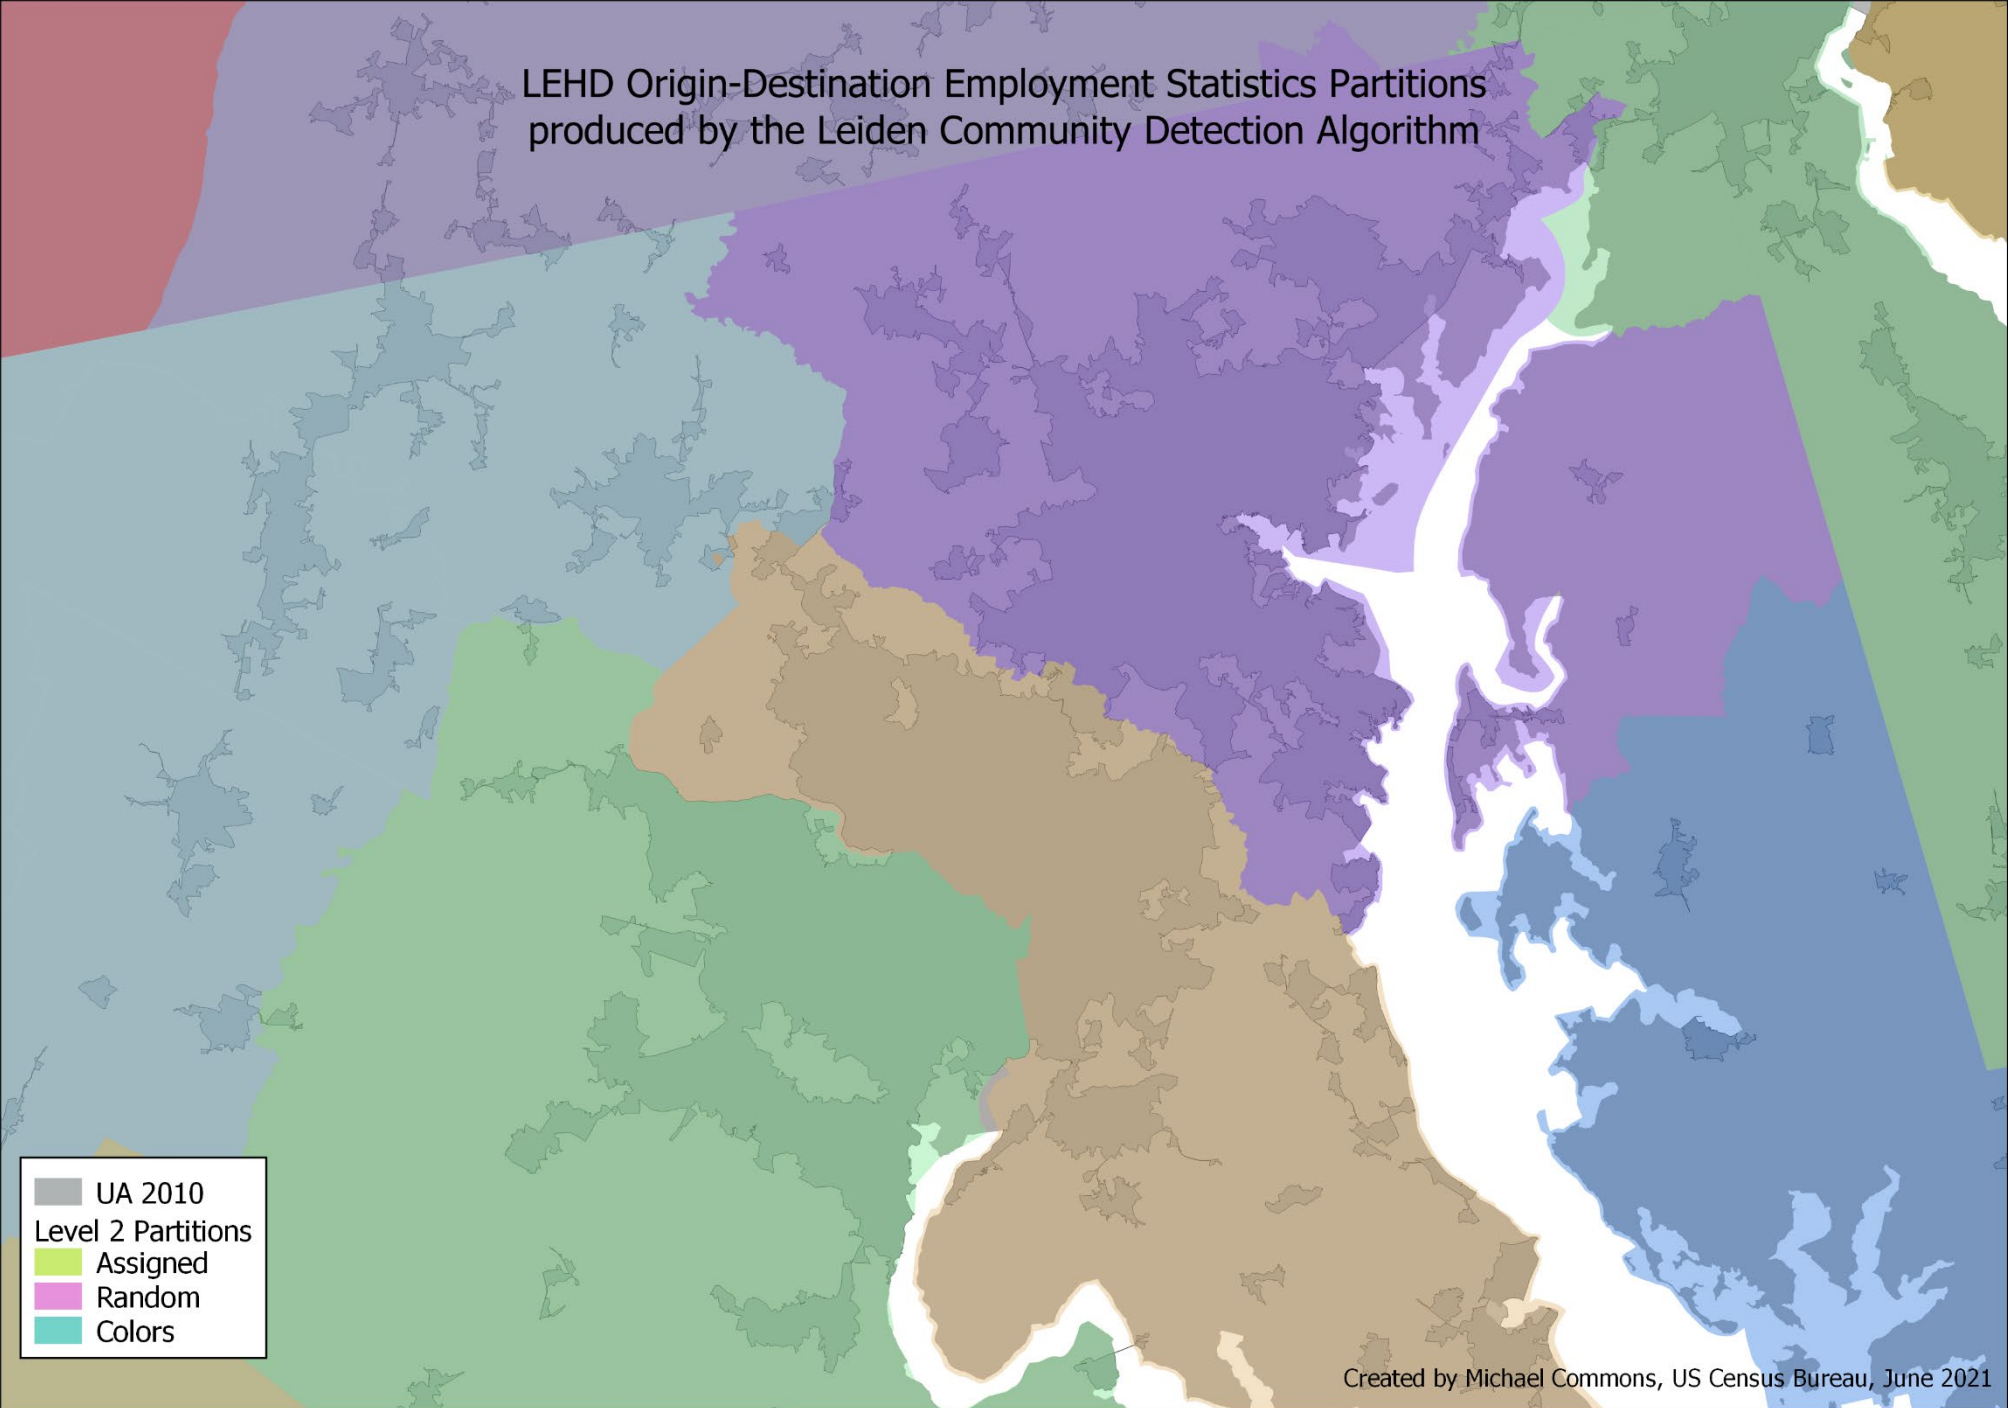 LEHD Origin-Destination Employment Statistics Partitions
produced by the Leiden Community Detection Algorithm
UA 2010
Level 2 Partitions
Assigned
Random
Colors
Created by Michael Commons, US Census Bureau, June 2021